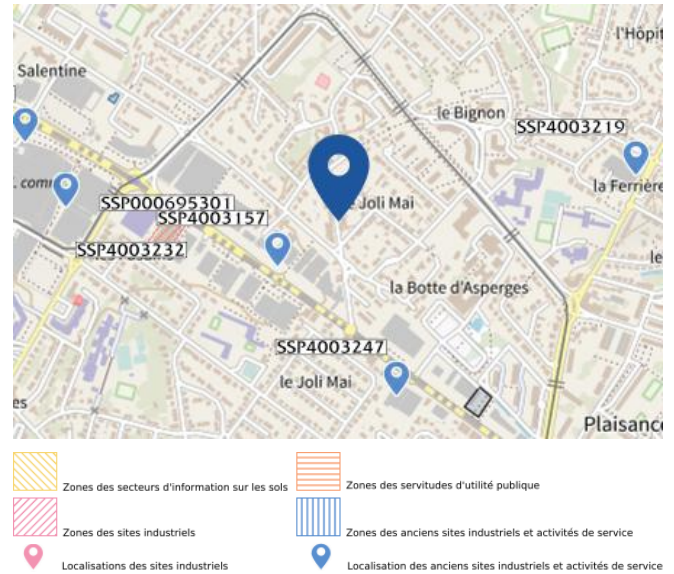 l'Hôpit
Salentine
le Bignon
SSP4003219
la Ferrière
. comm
SSP000695301
SSP4003157
Joli Mai
SSP4003232
le
la Botte d'Asperges
SSP4003247
le Joli Mai
es
Plaisanc
Zones des secteurs d'information sur les sols
Zones des servitudes d'utilité publique
Zones des sites industriels
Zones des anciens sites industriels et activités de service
Localisations des sites industriels
Localisation des anciens sites industriels et activités de service